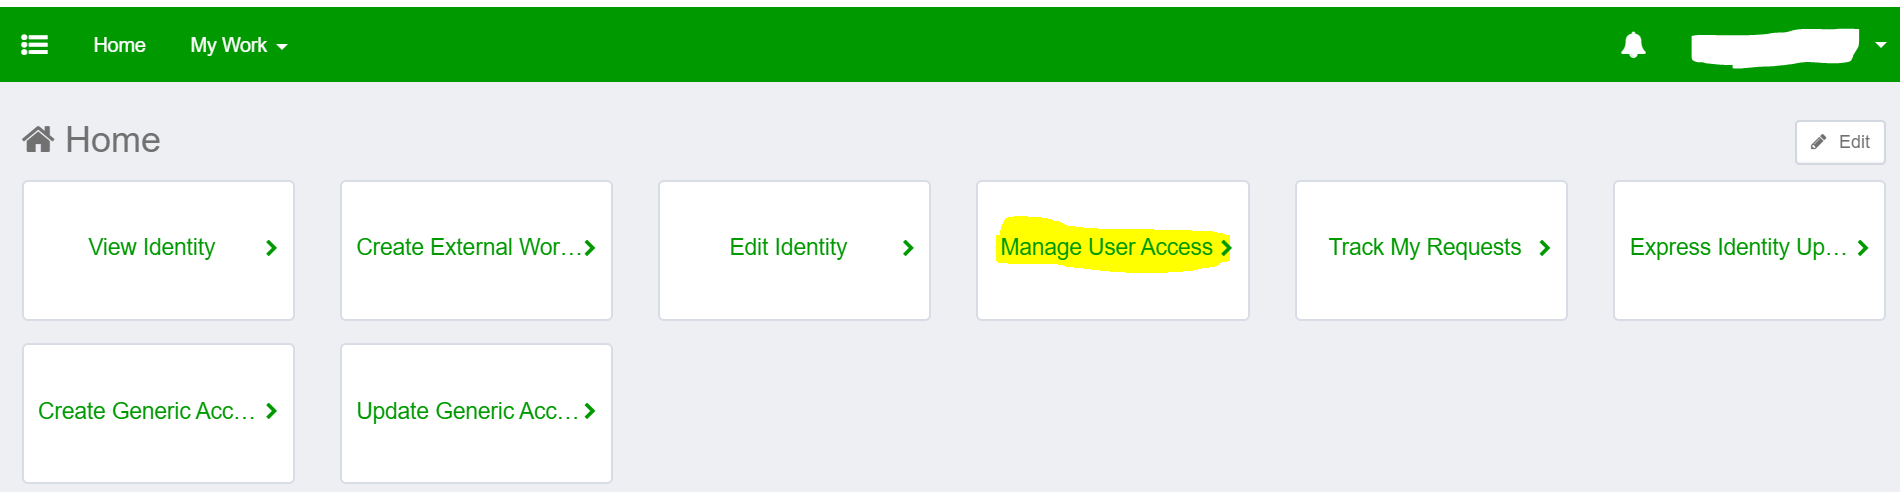 Home My Work
Home
Edit
View Identity Create External Wor... Edit Identity Manage User Access Track My Requests Express Identity Up...
Create Generic Acc... Update Generic Acc...